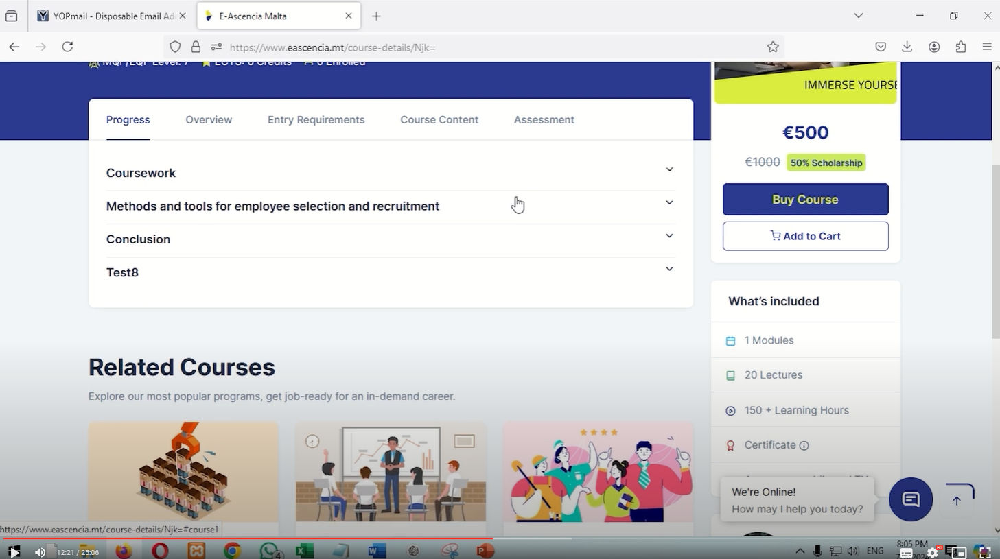 YOPmail - Disposable Email Ad
E-Ascencia Malta
https://www.eascencia.mt/course-details/Njk=
MQF/EQF Level: 7 ECTS: 6 Credits 0 Enrolled
IMMERSE YOURSE
Progress Overview Entry Requirements Course Content Assessment
€500
€1000 50% Scholarship
Coursework
Buy Course
Methods and tools for employee selection and recruitment
Add to Cart
Conclusion
Test8
What's included
1 Modules
Related Courses
20 Lectures
Explore our most popular programs, get job-ready for an in-demand career.
150 + Learning Hours
Certificate
We're Online!
How may I help you today?
https://www.eascencia.mt/course-details/Njk=#course1
12:21 / 25:06
4
ENG
8:05 PM
HD